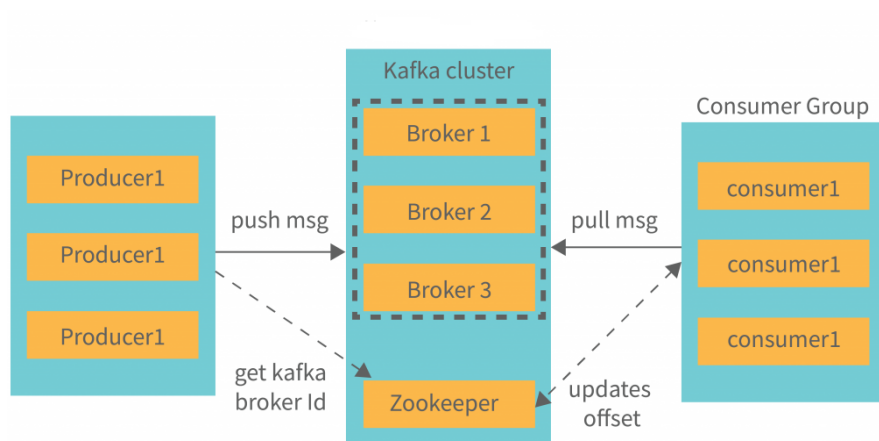 Kafka cluster
Broker 1
Broker 2
Broker 3
Zookeeper
Producer1
Producer1
Producer1
push msg
get kafka
broker Id
Consumer Group
consumer1
consumer1
consumer1
pull msg
updates
offset